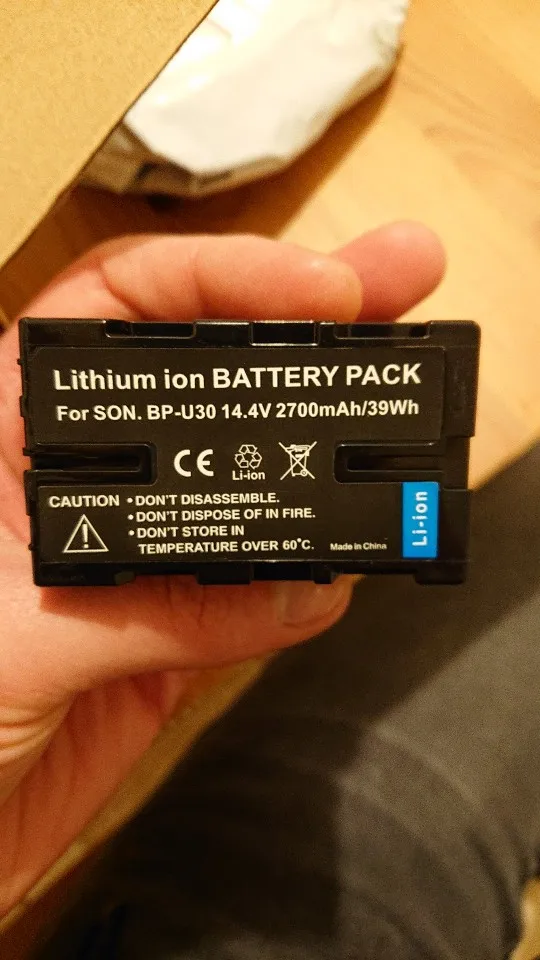 Lithium ion BATTERY PACK
For SON. BP-U30 14.4V 2700mAh/39Wh
CE
Li-ion
CAUTION
• DON'T DISASSEMBLE.
• DON'T DISPOSE OF IN FIRE.
• DON'T STORE IN
TEMPERATURE OVER 60°C.
!
Made in China
Li-ion